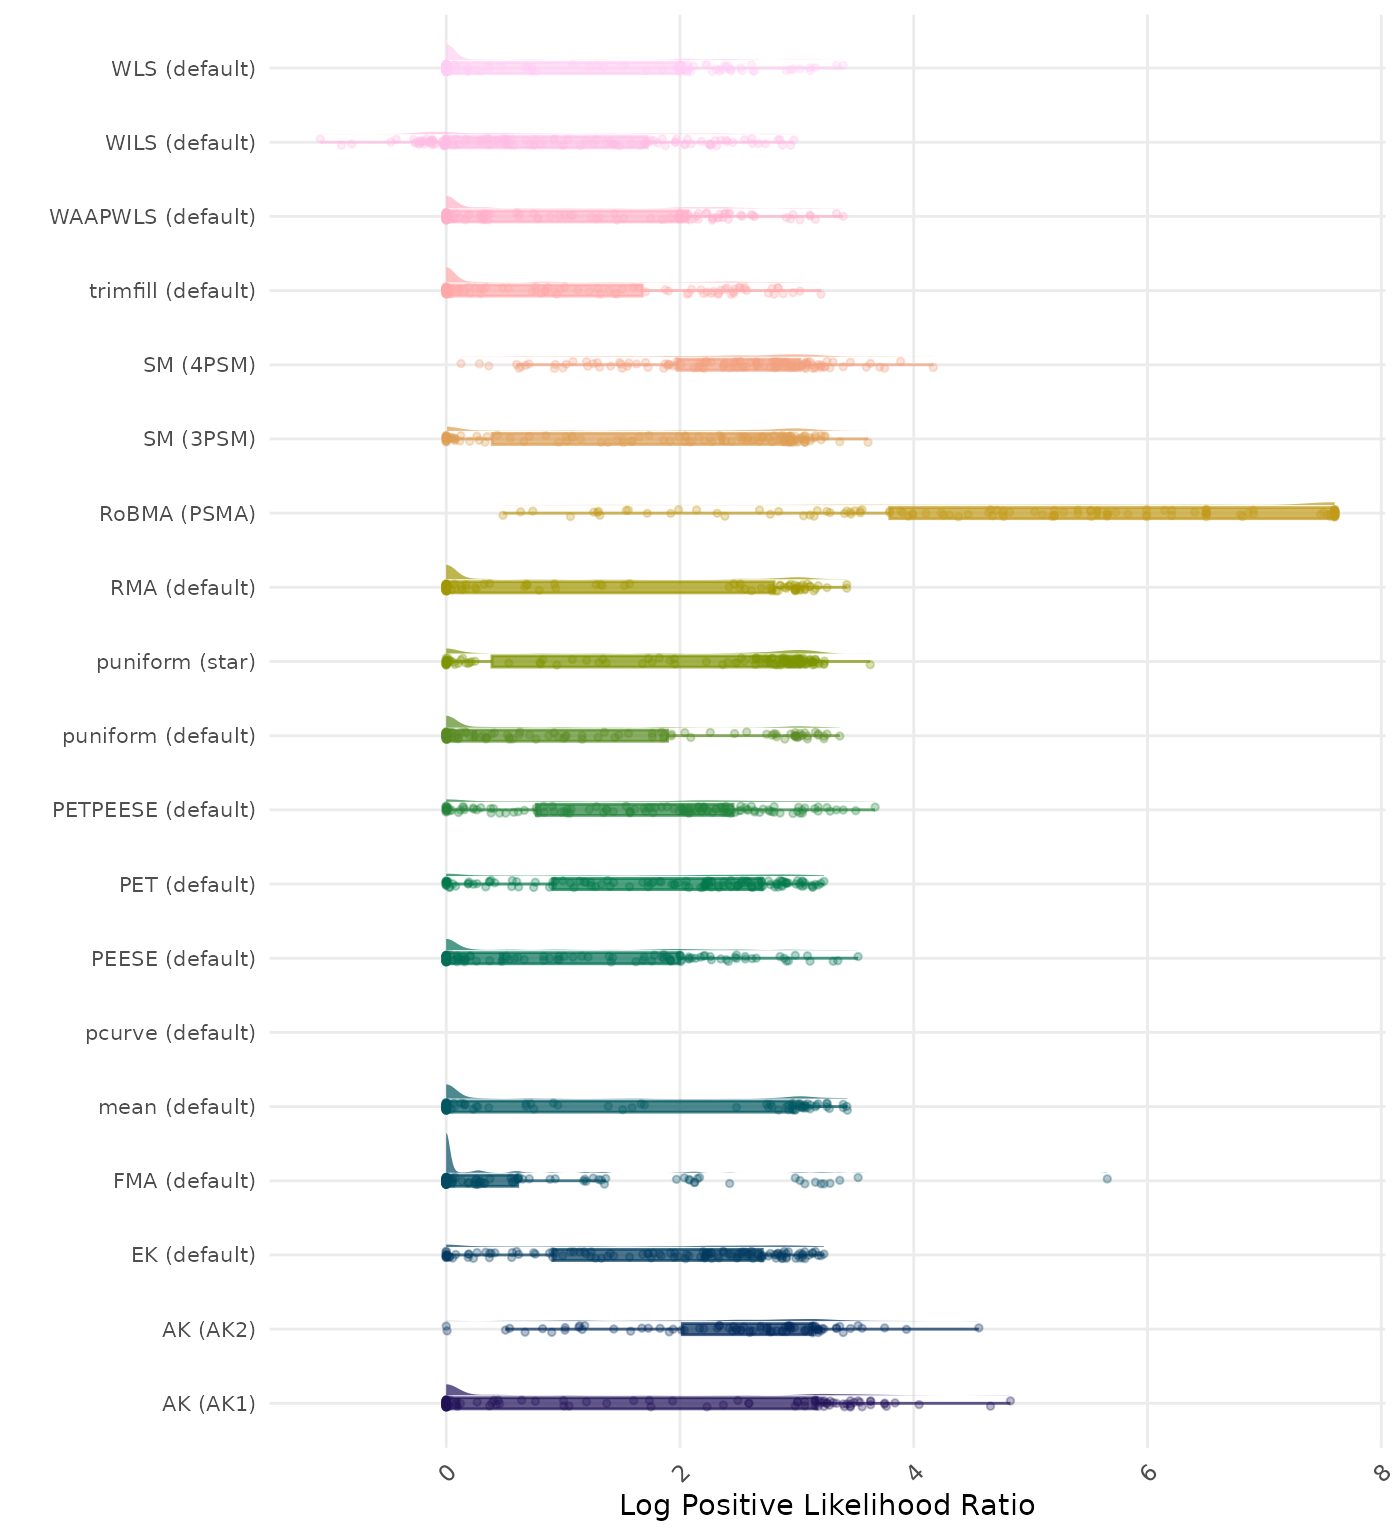 WLS (default)
WILS (default)
WAAPWLS (default)
trimfill (default)
SM (4PSM)
SM (3PSM)
RoBMA (PSMA)
RMA (default)
puniform (star)
puniform (default)
PETPEESE (default)
PET (default)
PEESE (default)
pcurve (default)
mean (default)
FMA (default)
EK (default)
AK (AK2)
AK (AK1)
0 2 4 6 8
Log Positive Likelihood Ratio